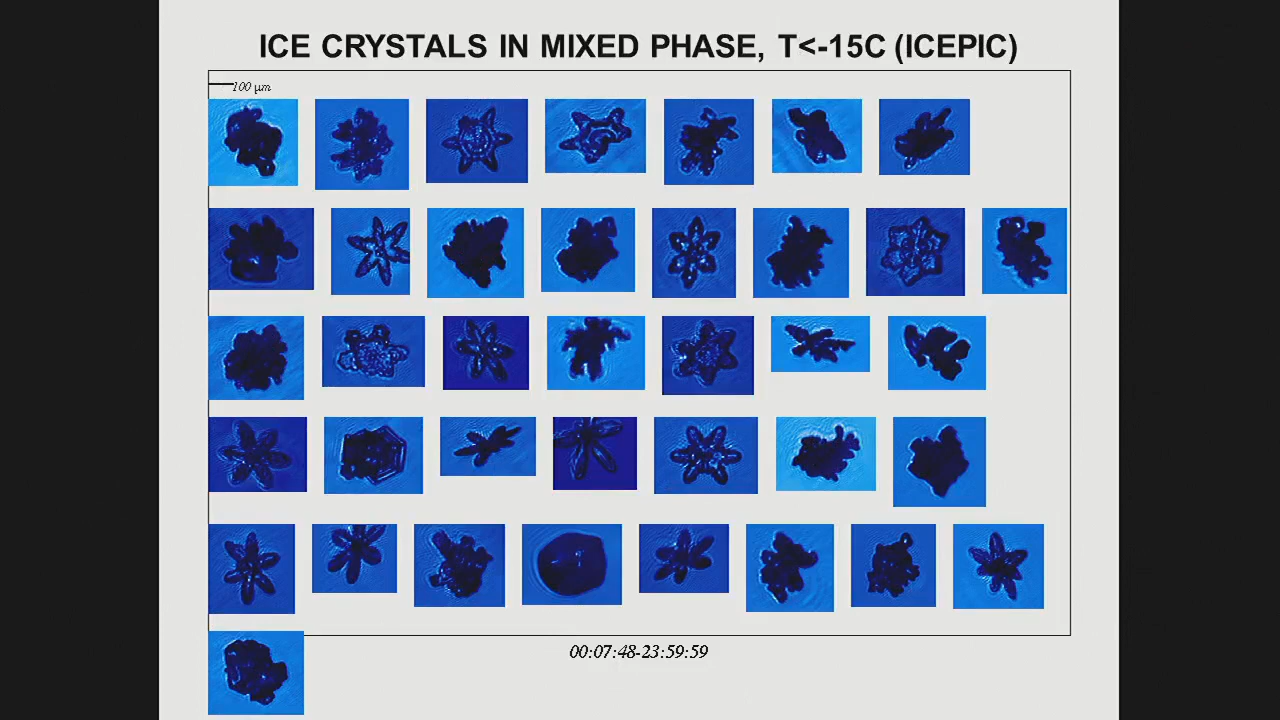 ICE CRYSTALS IN MIXED PHASE, T<-15C (ICEPIC)
100 µm
00:07:48-23:59:59